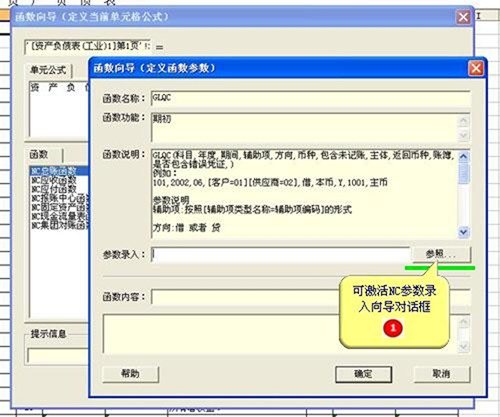 资 产 负 债 表
I
函数向导（定义当前单元格公式）
'[资产负债表(工业)1]第1页'!: =
单元公式
资 产 负
函数
NC总账函数
NC应收函数
NC应付函数
NC报账中心函
NC固定资产函
NC现金流量表
NC集团对账函
提示信息
函数向导（定义函数参数）
函数名称：
GLQC
函数功能：
期初
函数说明：
GLQC(科目,年度,期间,辅助项,方向,币种,包含未记账,主体,返回币种,账簿,
是否包含错误凭证,)
例如：
101,2002,06,[客户=01][供应商=02],借,本币,Y,1001,主币
参数说明
辅助项:按照[辅助项类型名称=辅助项编码]的形式
方向:借 或者 贷
参数录入：
参照...
可激活NC参数录
入向导对话框
1
函数内容：
帮助
确定
取消